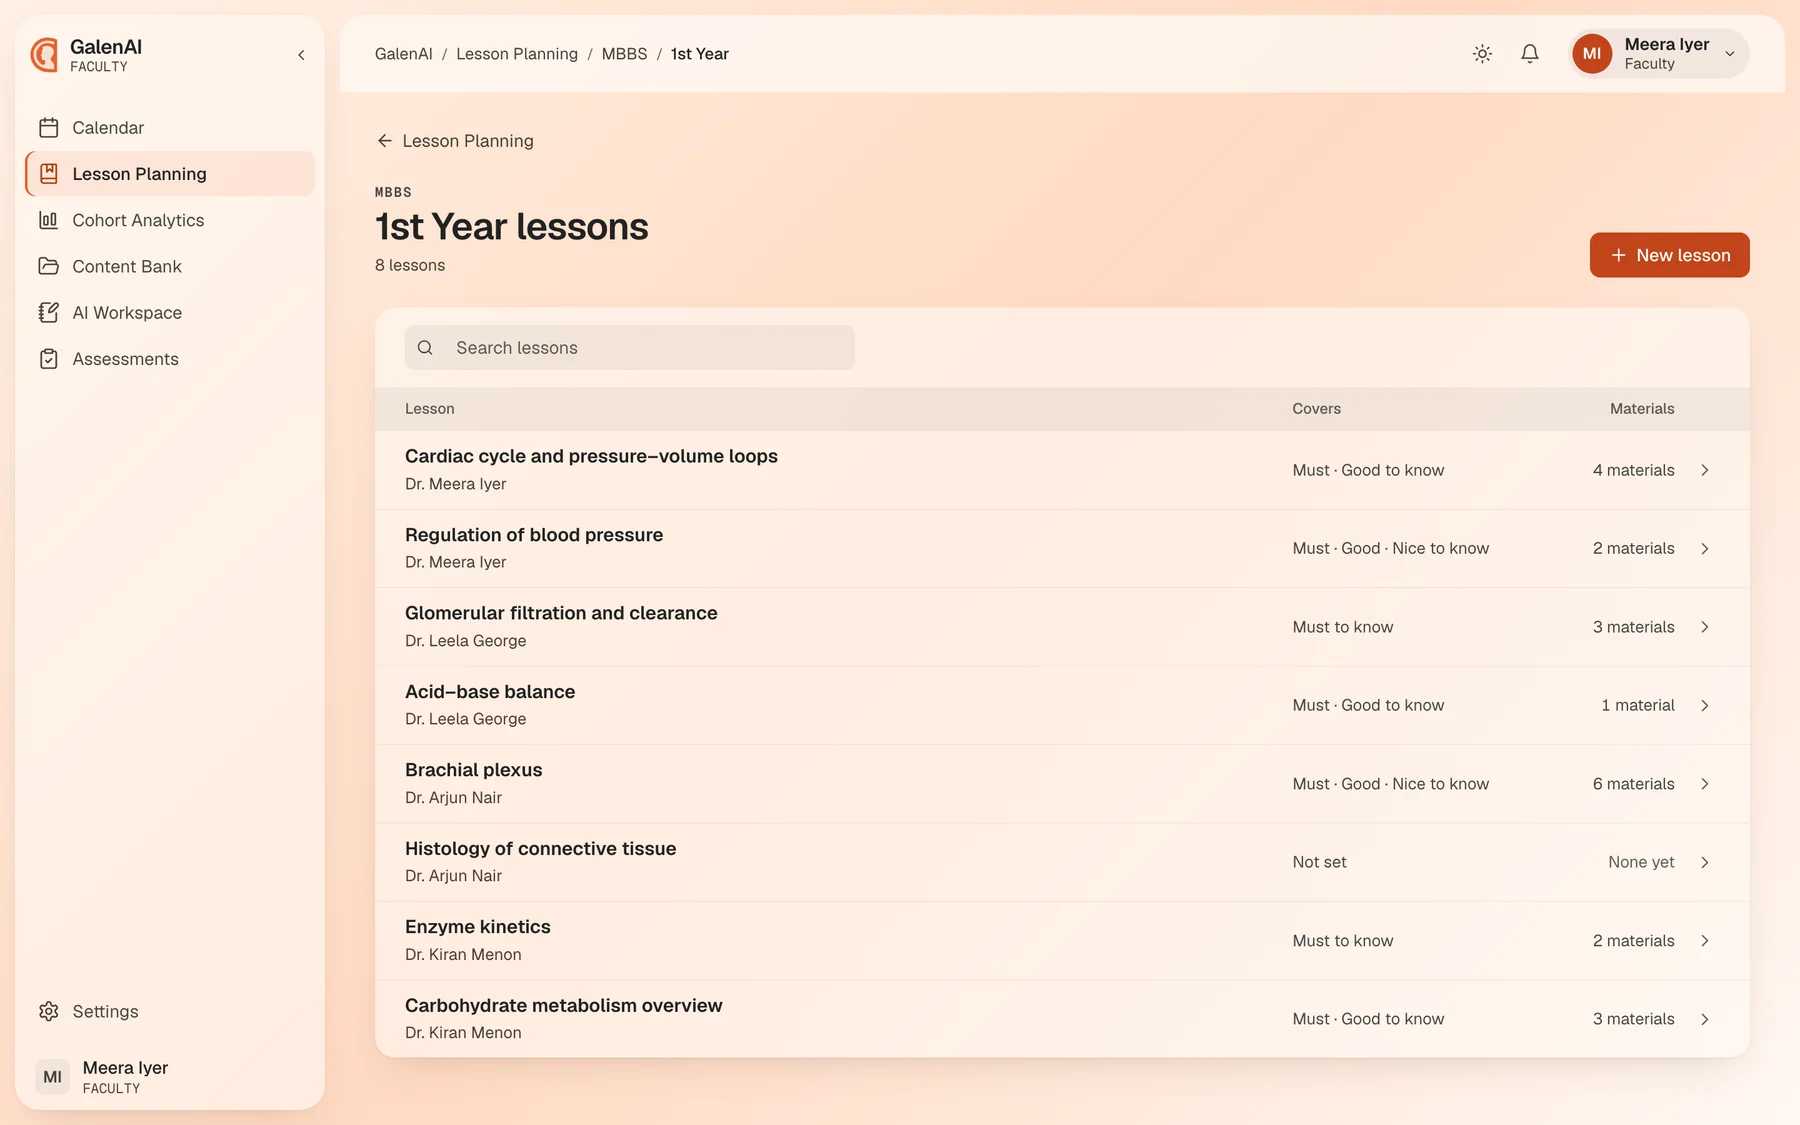 GalenAI
FACULTY
Calendar
Lesson Planning
Cohort Analytics
Content Bank
AI Workspace
Assessments
Settings
MI
Meera Iyer
FACULTY
GalenAI / Lesson Planning / MBBS / 1st Year
MI
Meera Iyer
Faculty
Lesson Planning
MBBS
1st Year lessons
8 lessons
New lesson
Search lessons
Lesson Covers Materials
Cardiac cycle and pressure–volume loops
Dr. Meera Iyer
Must · Good to know 4 materials
Regulation of blood pressure
Dr. Meera Iyer
Must · Good · Nice to know 2 materials
Glomerular filtration and clearance
Dr. Leela George
Must to know 3 materials
Acid–base balance
Dr. Leela George
Must · Good to know 1 material
Brachial plexus
Dr. Arjun Nair
Must · Good · Nice to know 6 materials
Histology of connective tissue
Dr. Arjun Nair
Not set None yet
Enzyme kinetics
Dr. Kiran Menon
Must to know 2 materials
Carbohydrate metabolism overview
Dr. Kiran Menon
Must · Good to know 3 materials